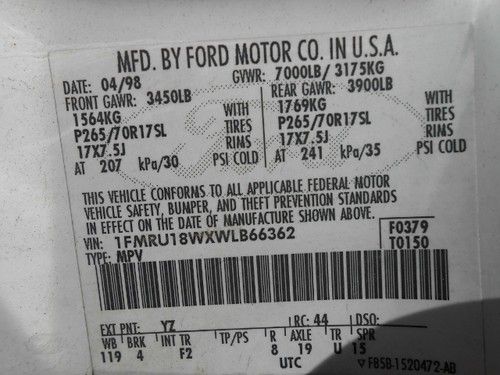 MFD. BY FORD MOTOR CO. IN U.S.A.
DATE: 04/98 GVWR: 7000LB/ 3175KG
FRONT GAWR: 3450LB REAR GAWR: 3900LB
1564KG WITH 1769KG WITH
P265/70R17SL TIRES P265/70R17SL TIRES
17X7.5J RIMS 17X7.5J RIMS
AT 207 kPa/30 PSI COLD AT 241 kPa/35 PSI COLD
THIS VEHICLE CONFORMS TO ALL APPLICABLE FEDERAL MOTOR
VEHICLE SAFETY, BUMPER, AND THEFT PREVENTION STANDARDS
IN EFFECT ON THE DATE OF MANUFACTURE SHOWN ABOVE.
VIN: 1FMRU18WXWLB66362 F0379
TYPE: MPV T0150
EXT PNT: YZ RC: 44 DSO:
WB BRK INT TR TP/PS R AXLE TR SPR
119 4 F2 8 19 U 15
UTC F85B-1520472-AB